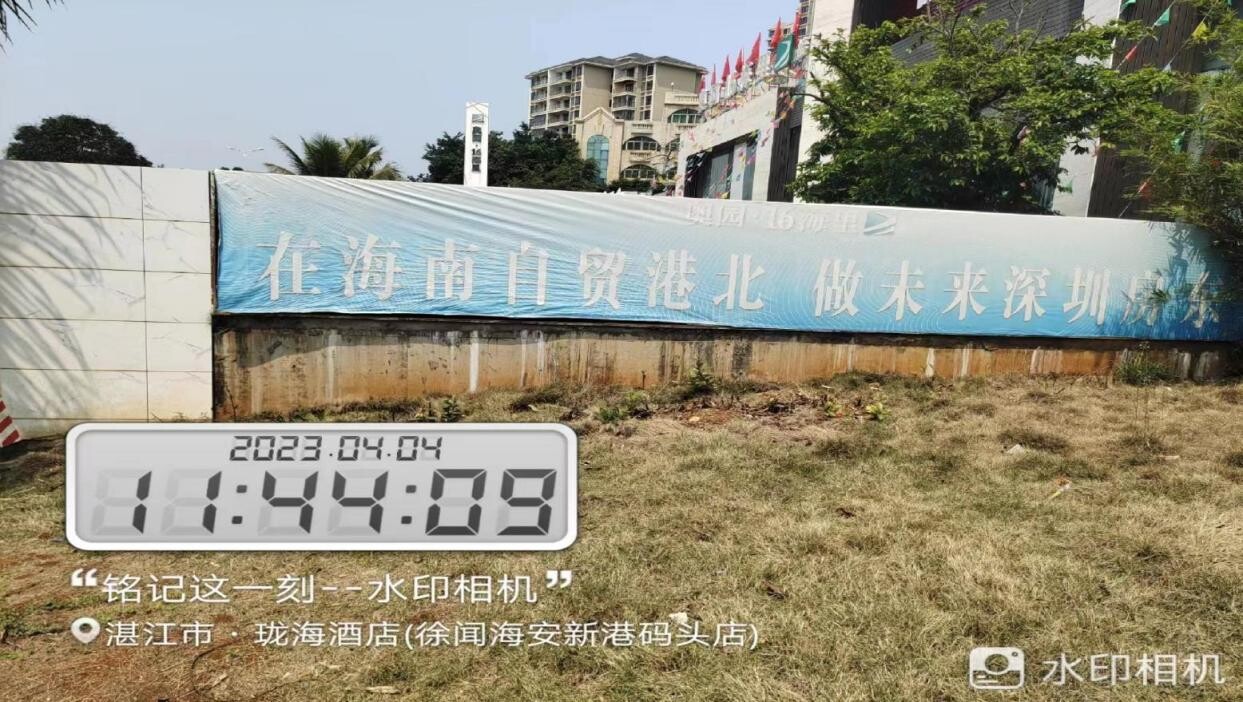 奥园·16海里
在海南自贸港北 做未来深圳房东
2023.04.04
11:44:09
“铭记这一刻--水印相机”
湛江市·珑海酒店(徐闻海安新港码头店)
水印相机